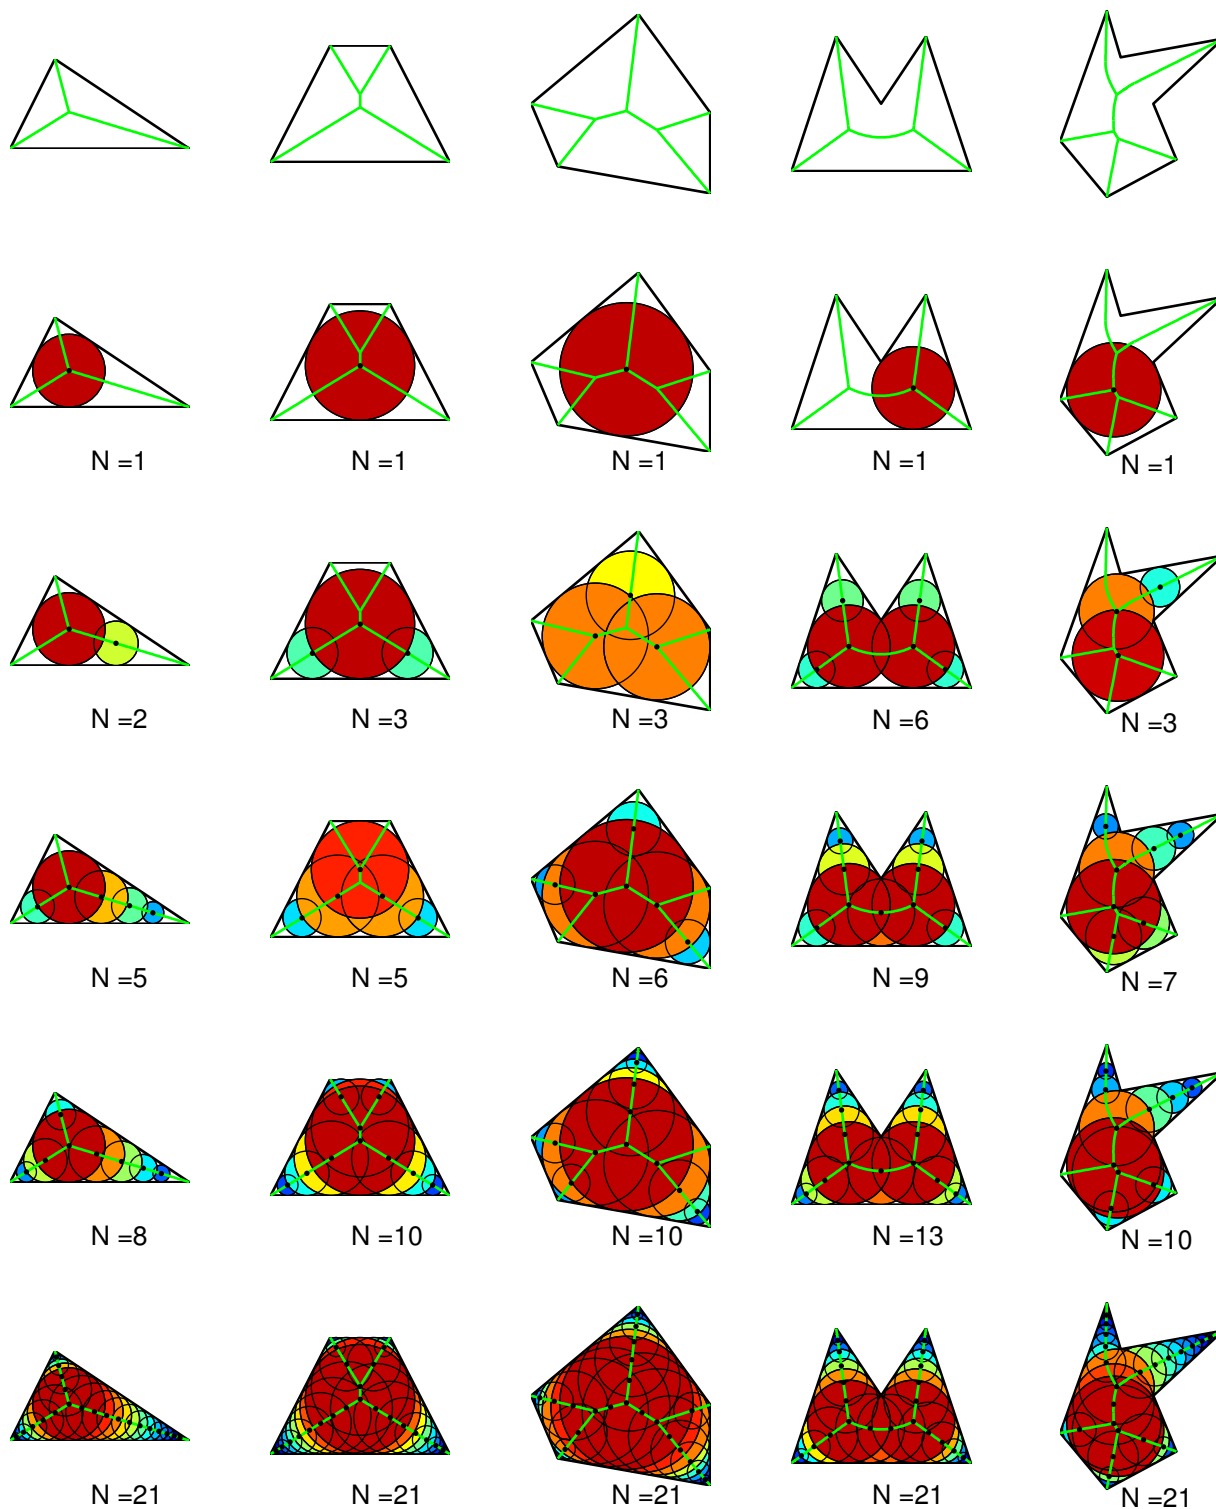 N =1 N =1 N =1 N =1 N =1
N =2 N =3 N =3 N =6 N =3
N =5 N =5 N =6 N =9 N =7
N =8 N =10 N =10 N =13 N =10
N =21 N =21 N =21 N =21 N =21